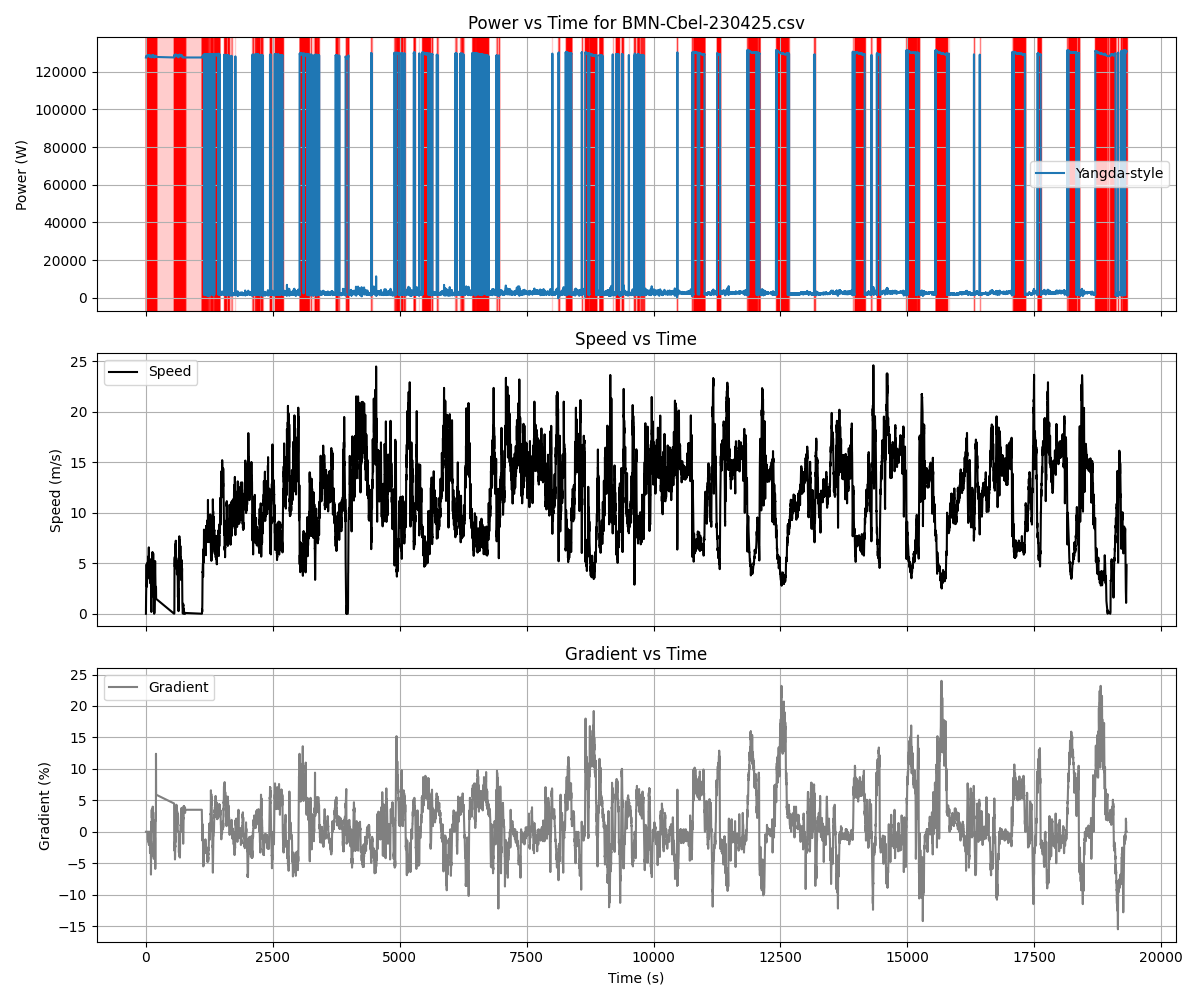 Power vs Time for BMN-Cbel-230425.csv
120000
100000
80000
60000
40000
20000
0
Power (W)
Yangda-style
Speed vs Time
25
20
15
10
5
0
Speed (m/s)
Speed
Gradient vs Time
25
20
15
10
5
0
−5
−10
−15
Gradient (%)
Gradient
0 2500 5000 7500 10000 12500 15000 17500 20000
Time (s)